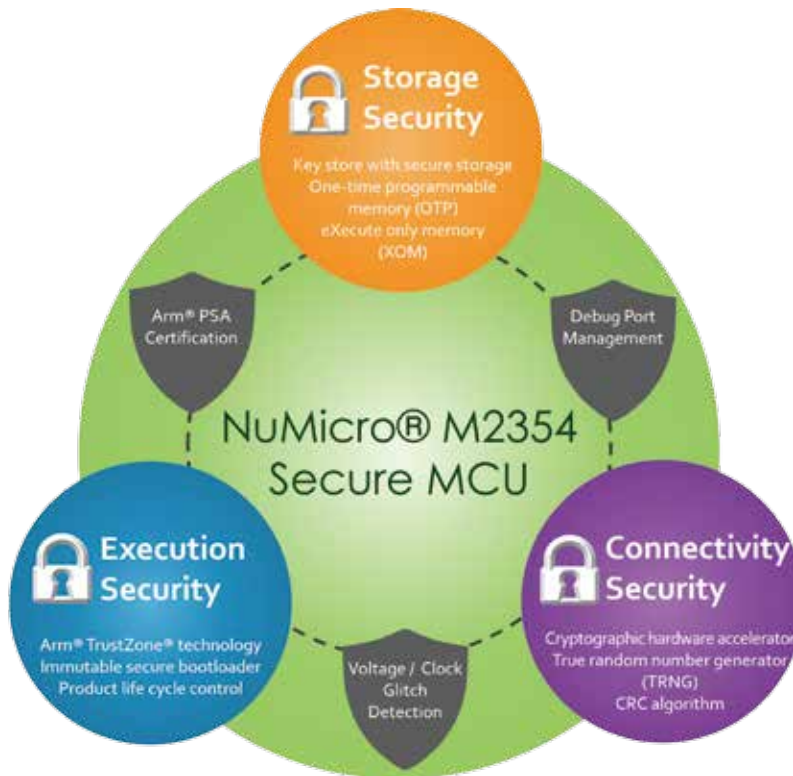 Storage
Security
Key store with secure storage
One-time programmable
memory (OTP)
eXecute only memory
(XOM)
Arm® PSA
Certification
Debug Port
Management
NuMicro® M2354
Secure MCU
Execution
Security
Arm® TrustZone® technology
Immutable secure bootloader
Product life cycle control
Voltage / Clock
Glitch
Detection
Connectivity
Security
Cryptographic hardware accelerator
True random number generator
(TRNG)
CRC algorithm